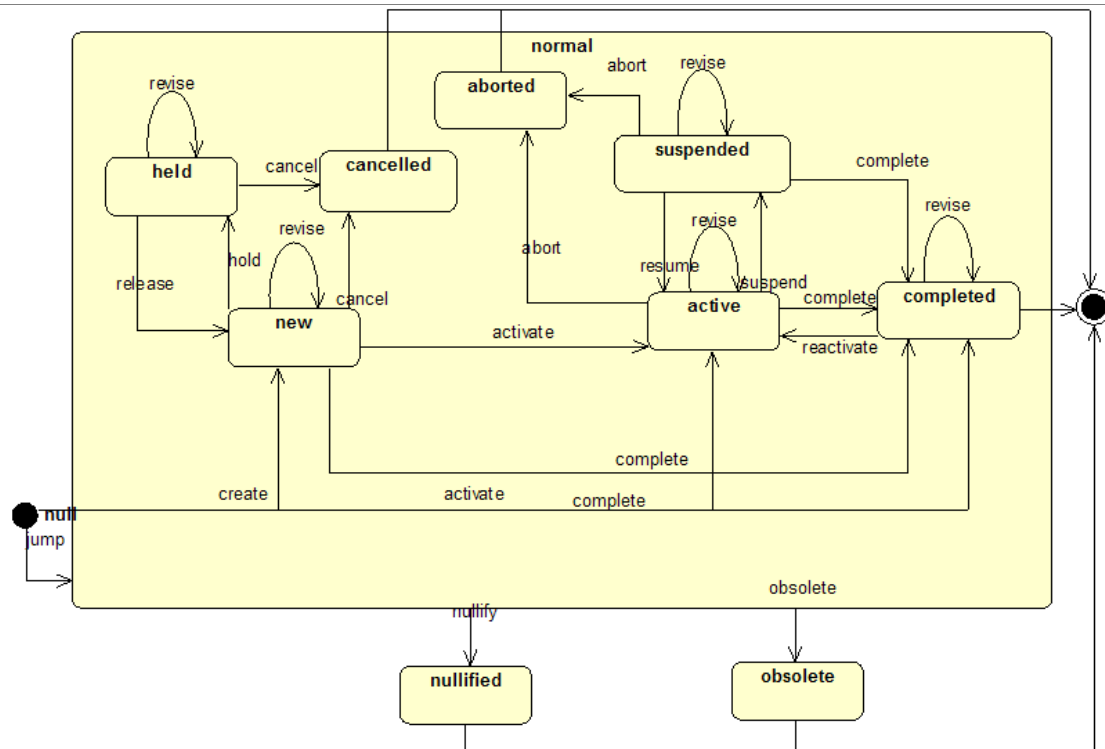 normal
revise
abort
revise
aborted
held
cancel
cancelled
suspended
complete
revise
hold
abort
revise
revise
release
cancel
resume
suspend
new
active
complete
completed
activate
reactivate
complete
create
activate
complete
null
jump
nullify
obsolete
nullified
obsolete